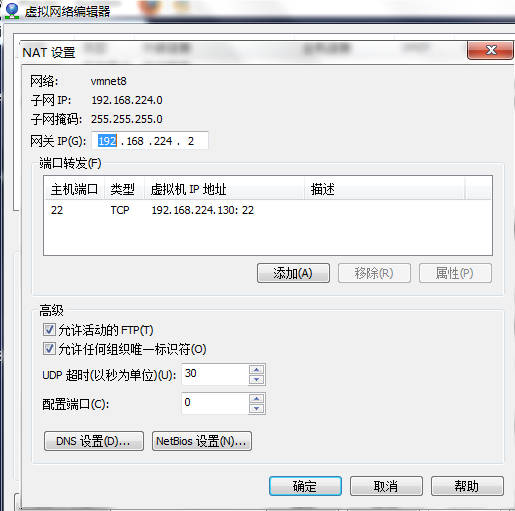 虚拟网络编辑器
NAT 设置
网络: vmnet8
子网 IP: 192.168.224.0
子网掩码: 255.255.255.0
网关 IP(G): 192 .168 .224 . 2
端口转发(F)
主机端口 类型 虚拟机 IP 地址 描述
22 TCP 192.168.224.130: 22
添加(A) 移除(R) 属性(P)
高级
允许活动的 FTP(T)
允许任何组织唯一标识符(O)
UDP 超时(以秒为单位)(U): 30
配置端口(C): 0
DNS 设置(D)... NetBios 设置(N)...
确定 取消 帮助